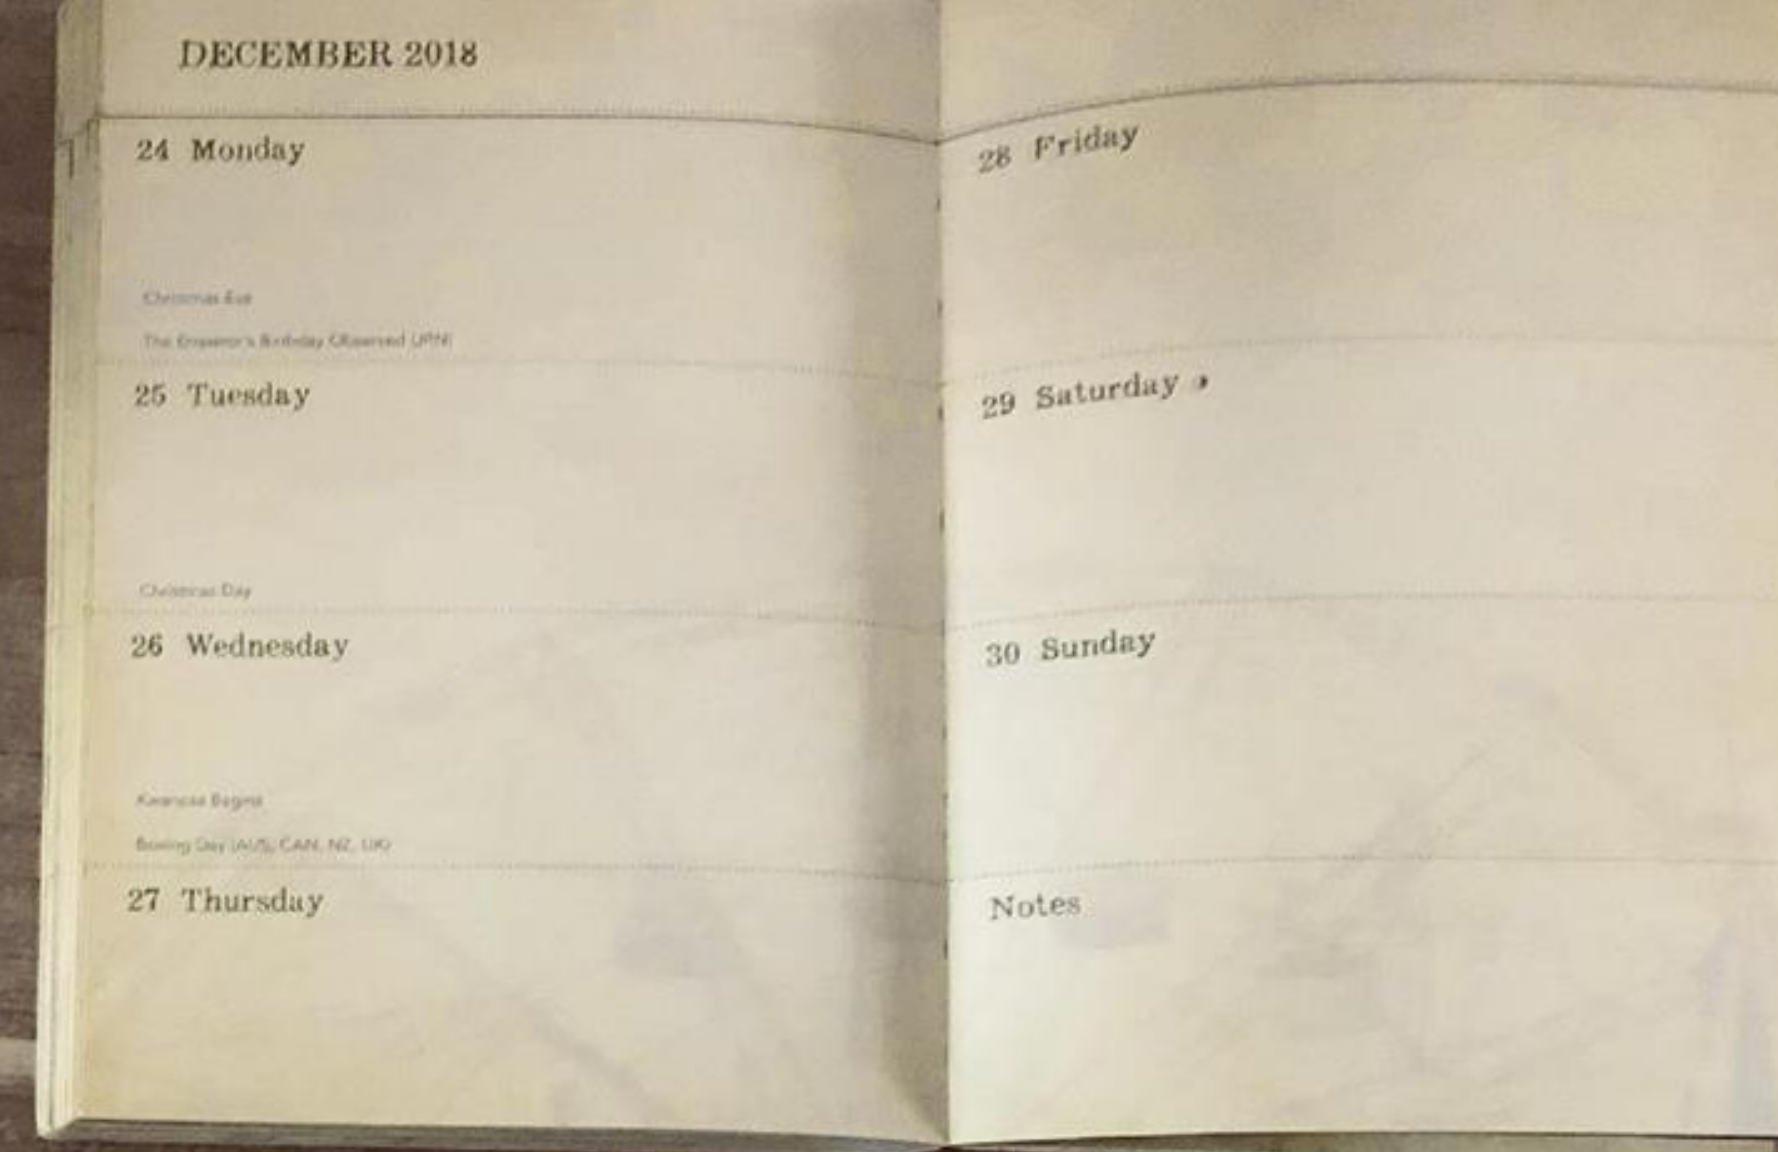 DECEMBER 2018
24 Monday
Christmas Eve
The Emperor's Birthday Observed (JPN)
25 Tuesday
Christmas Day
26 Wednesday
Kwanzaa Begins
Boxing Day (AUS, CAN, NZ, UK)
27 Thursday
28 Friday
29 Saturday
30 Sunday
Notes